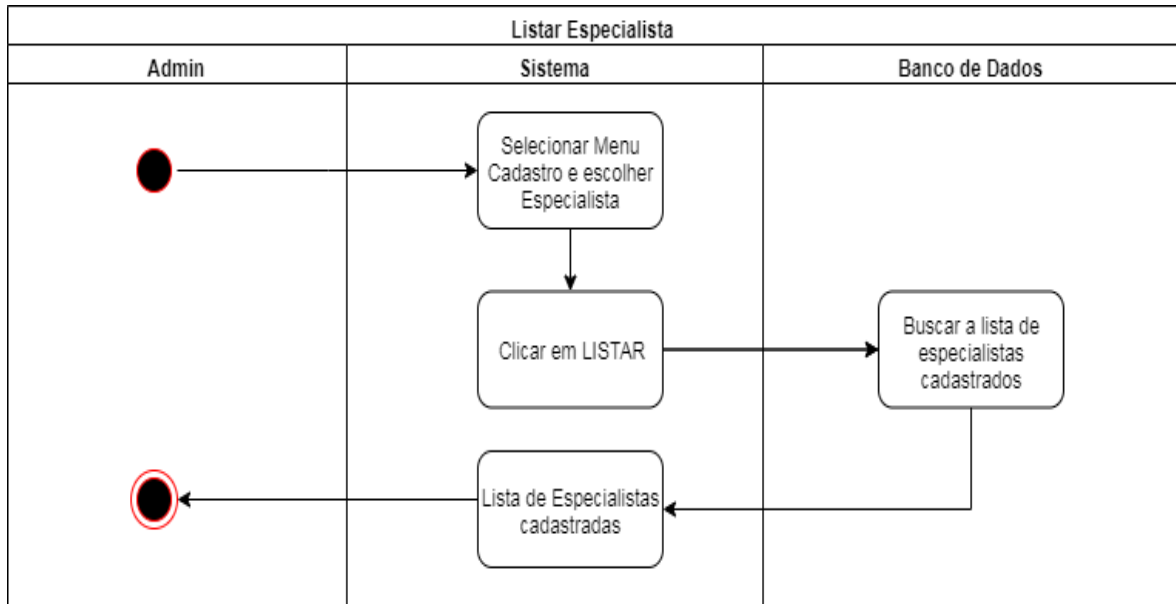 Listar Especialista
Admin
Sistema
Banco de Dados
Selecionar Menu
Cadastro e escolher
Especialista
Clicar em LISTAR
Buscar a lista de
especialistas
cadastrados
Lista de Especialistas
cadastradas